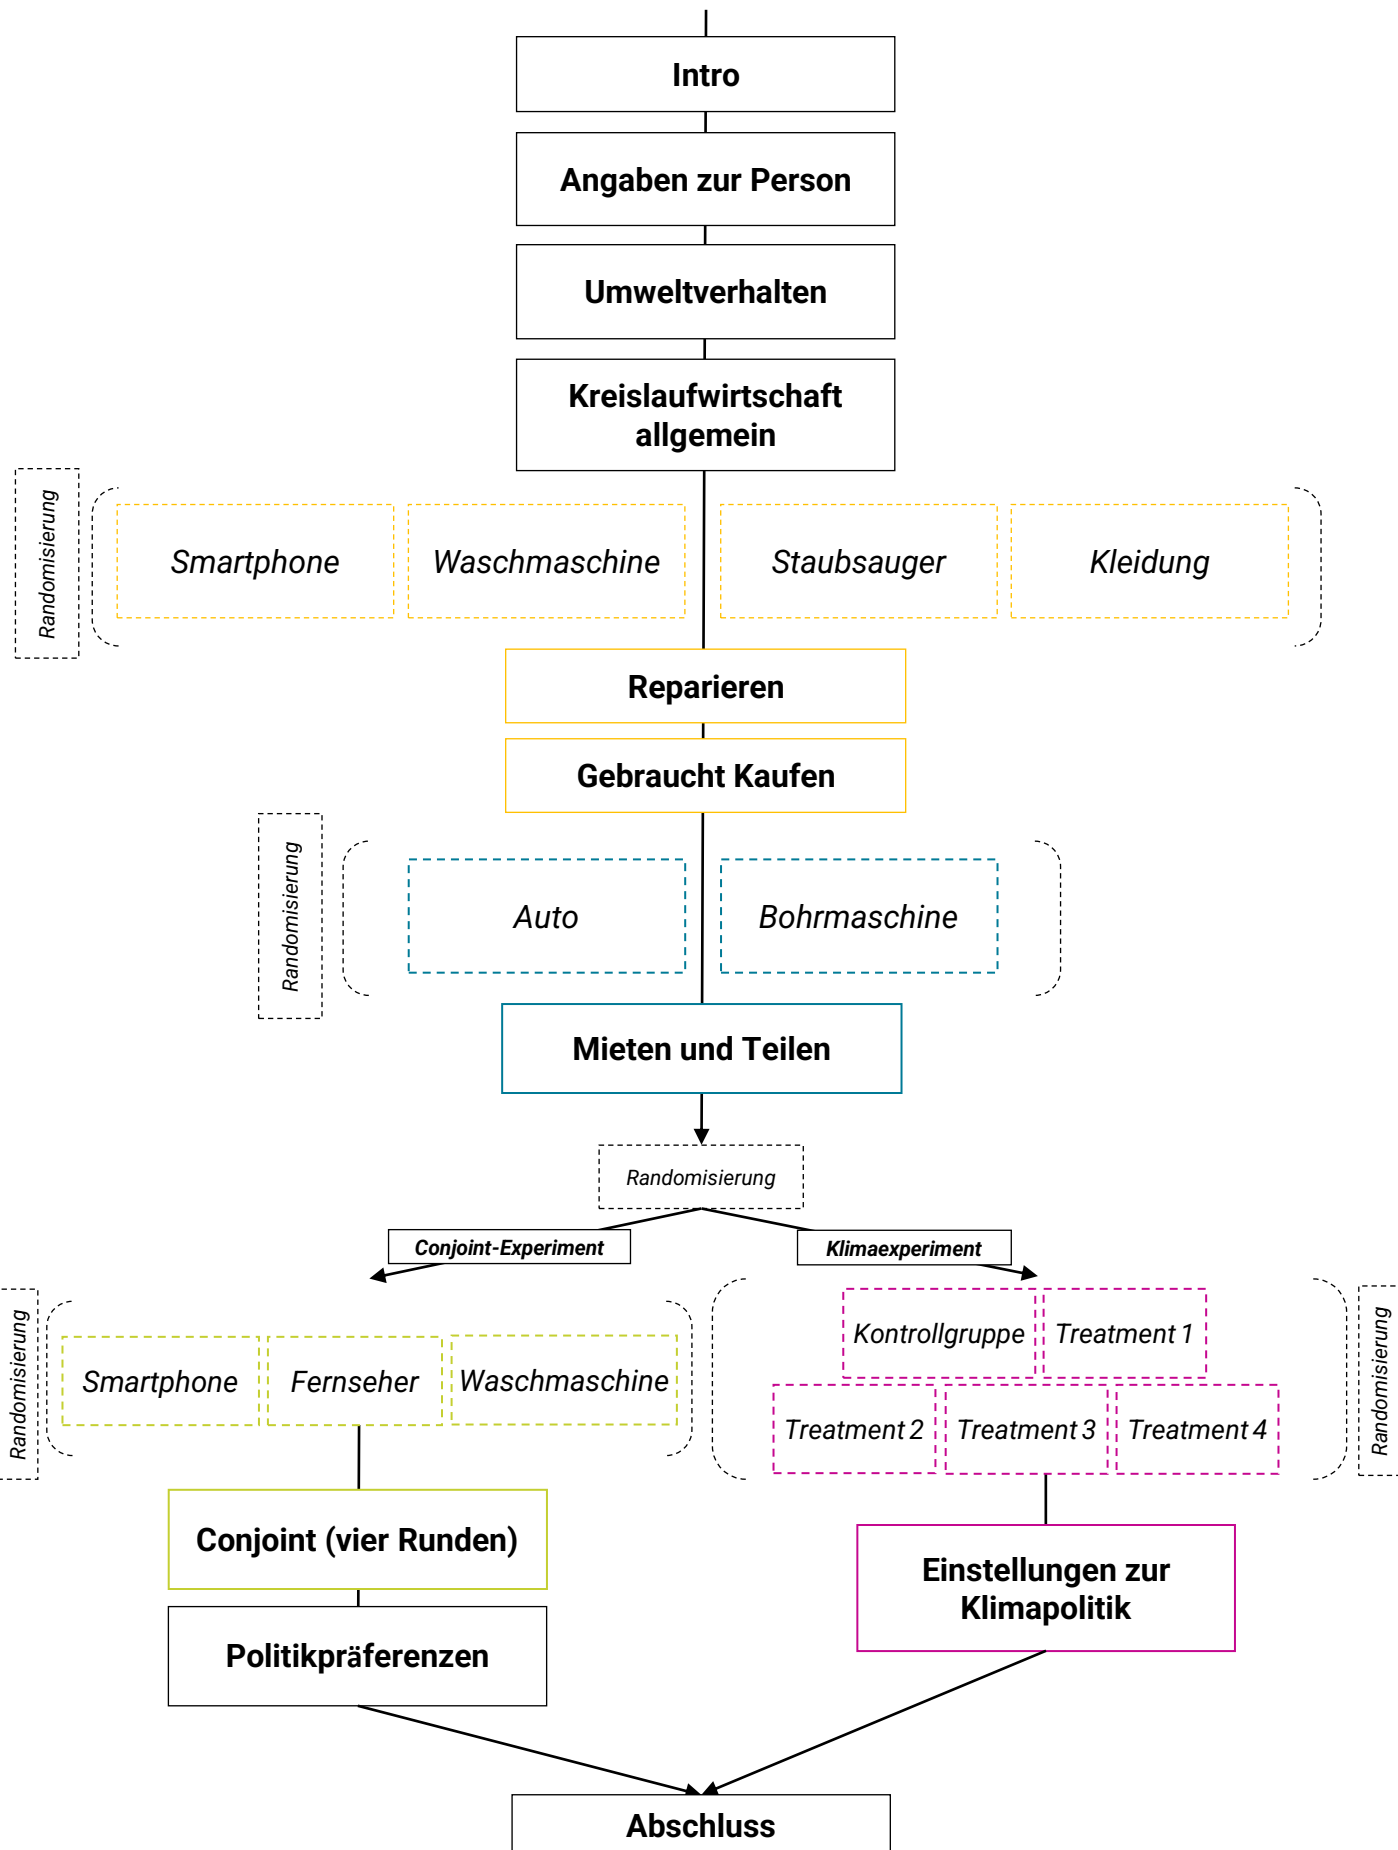 Intro
Angaben zur Person
Umweltverhalten
Kreislaufwirtschaft
allgemein
Randomisierung
Smartphone
Waschmaschine
Staubsauger
Kleidung
Reparieren
Gebraucht Kaufen
Randomisierung
Auto
Bohrmaschine
Mieten und Teilen
Randomisierung
Conjoint-Experiment
Klimaexperiment
Randomisierung
Smartphone
Fernseher
Waschmaschine
Kontrollgruppe
Treatment 1
Treatment 2
Treatment 3
Treatment 4
Randomisierung
Conjoint (vier Runden)
Politikpräferenzen
Einstellungen zur
Klimapolitik
Abschluss